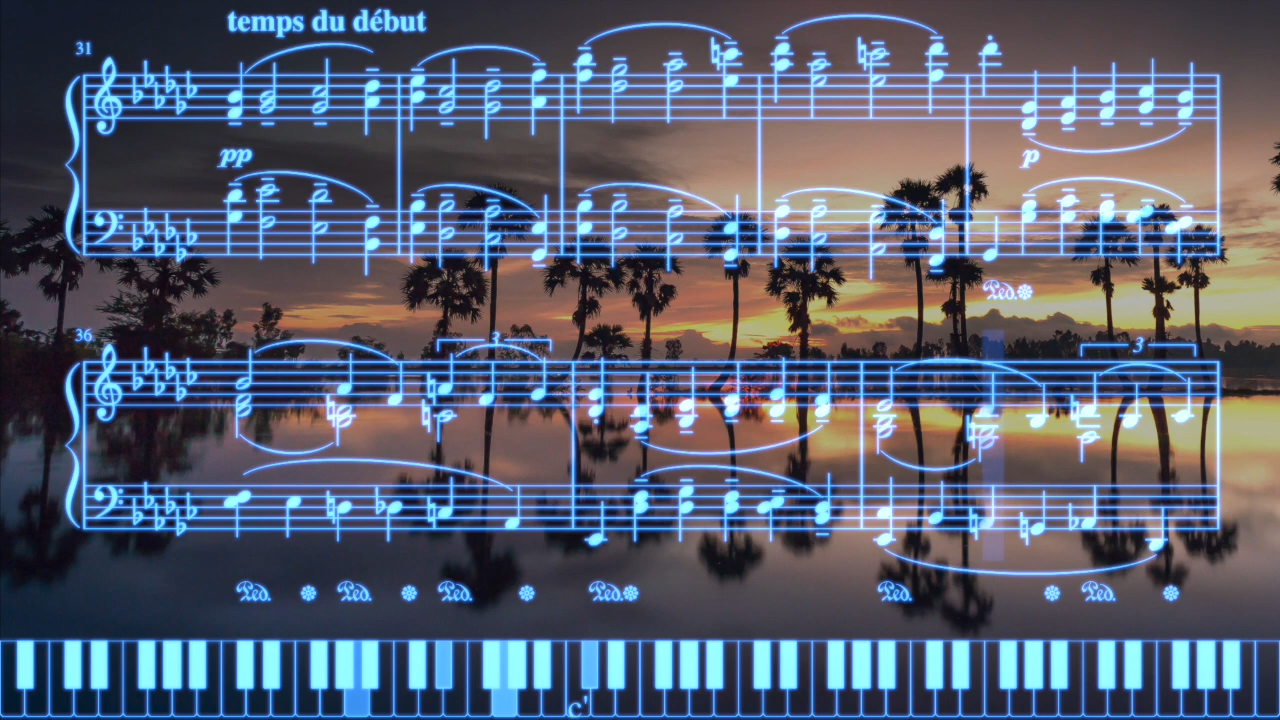 temps du début
31
pp
p
Ped.
36
3
3
Ped. Ped. Ped. Ped. Ped. Ped.
c'